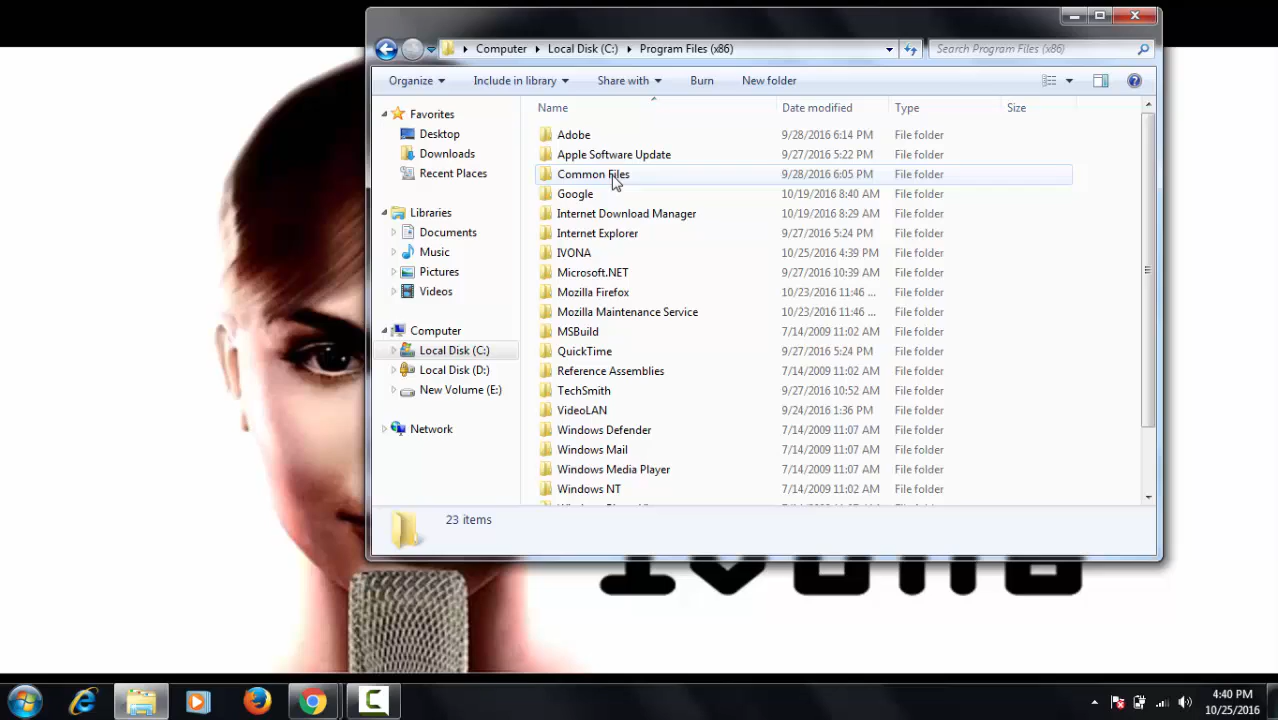 Computer ▸ Local Disk (C:) ▸ Program Files (x86)
Search Program Files (x86)
Organize Include in library Share with Burn New folder
Name Date modified Type Size
Favorites
Desktop
Downloads
Recent Places
Libraries
Documents
Music
Pictures
Videos
Computer
Local Disk (C:)
Local Disk (D:)
New Volume (E:)
Network
Adobe 9/28/2016 6:14 PM File folder
Apple Software Update 9/27/2016 5:22 PM File folder
Common Files 9/28/2016 6:05 PM File folder
Google 10/19/2016 8:40 AM File folder
Internet Download Manager 10/19/2016 8:29 AM File folder
Internet Explorer 9/27/2016 5:24 PM File folder
IVONA 10/25/2016 4:39 PM File folder
Microsoft.NET 9/27/2016 10:39 AM File folder
Mozilla Firefox 10/23/2016 11:46 ... File folder
Mozilla Maintenance Service 10/23/2016 11:46 ... File folder
MSBuild 7/14/2009 11:02 AM File folder
QuickTime 9/27/2016 5:24 PM File folder
Reference Assemblies 7/14/2009 11:02 AM File folder
TechSmith 9/27/2016 10:52 AM File folder
VideoLAN 9/24/2016 1:36 PM File folder
Windows Defender 7/14/2009 11:07 AM File folder
Windows Mail 7/14/2009 11:07 AM File folder
Windows Media Player 7/14/2009 11:07 AM File folder
Windows NT 7/14/2009 11:02 AM File folder
23 items
4:40 PM
10/25/2016